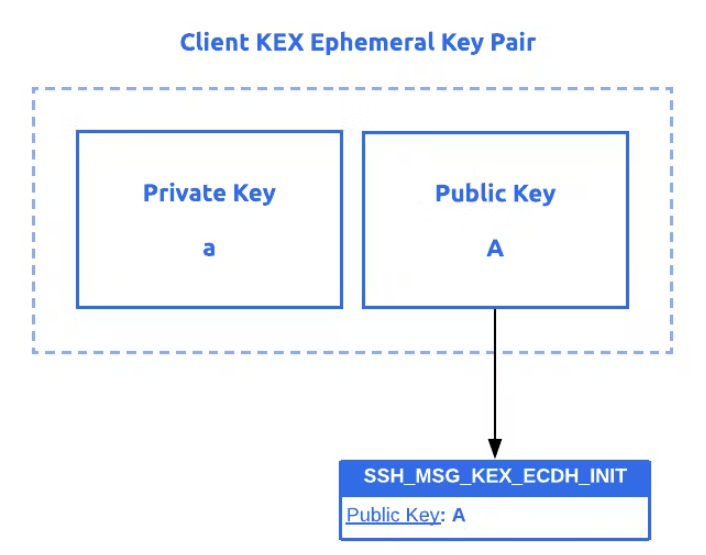 Client KEX Ephemeral Key Pair
Private Key
a
Public Key
A
SSH_MSG_KEX_ECDH_INIT
Public Key: A